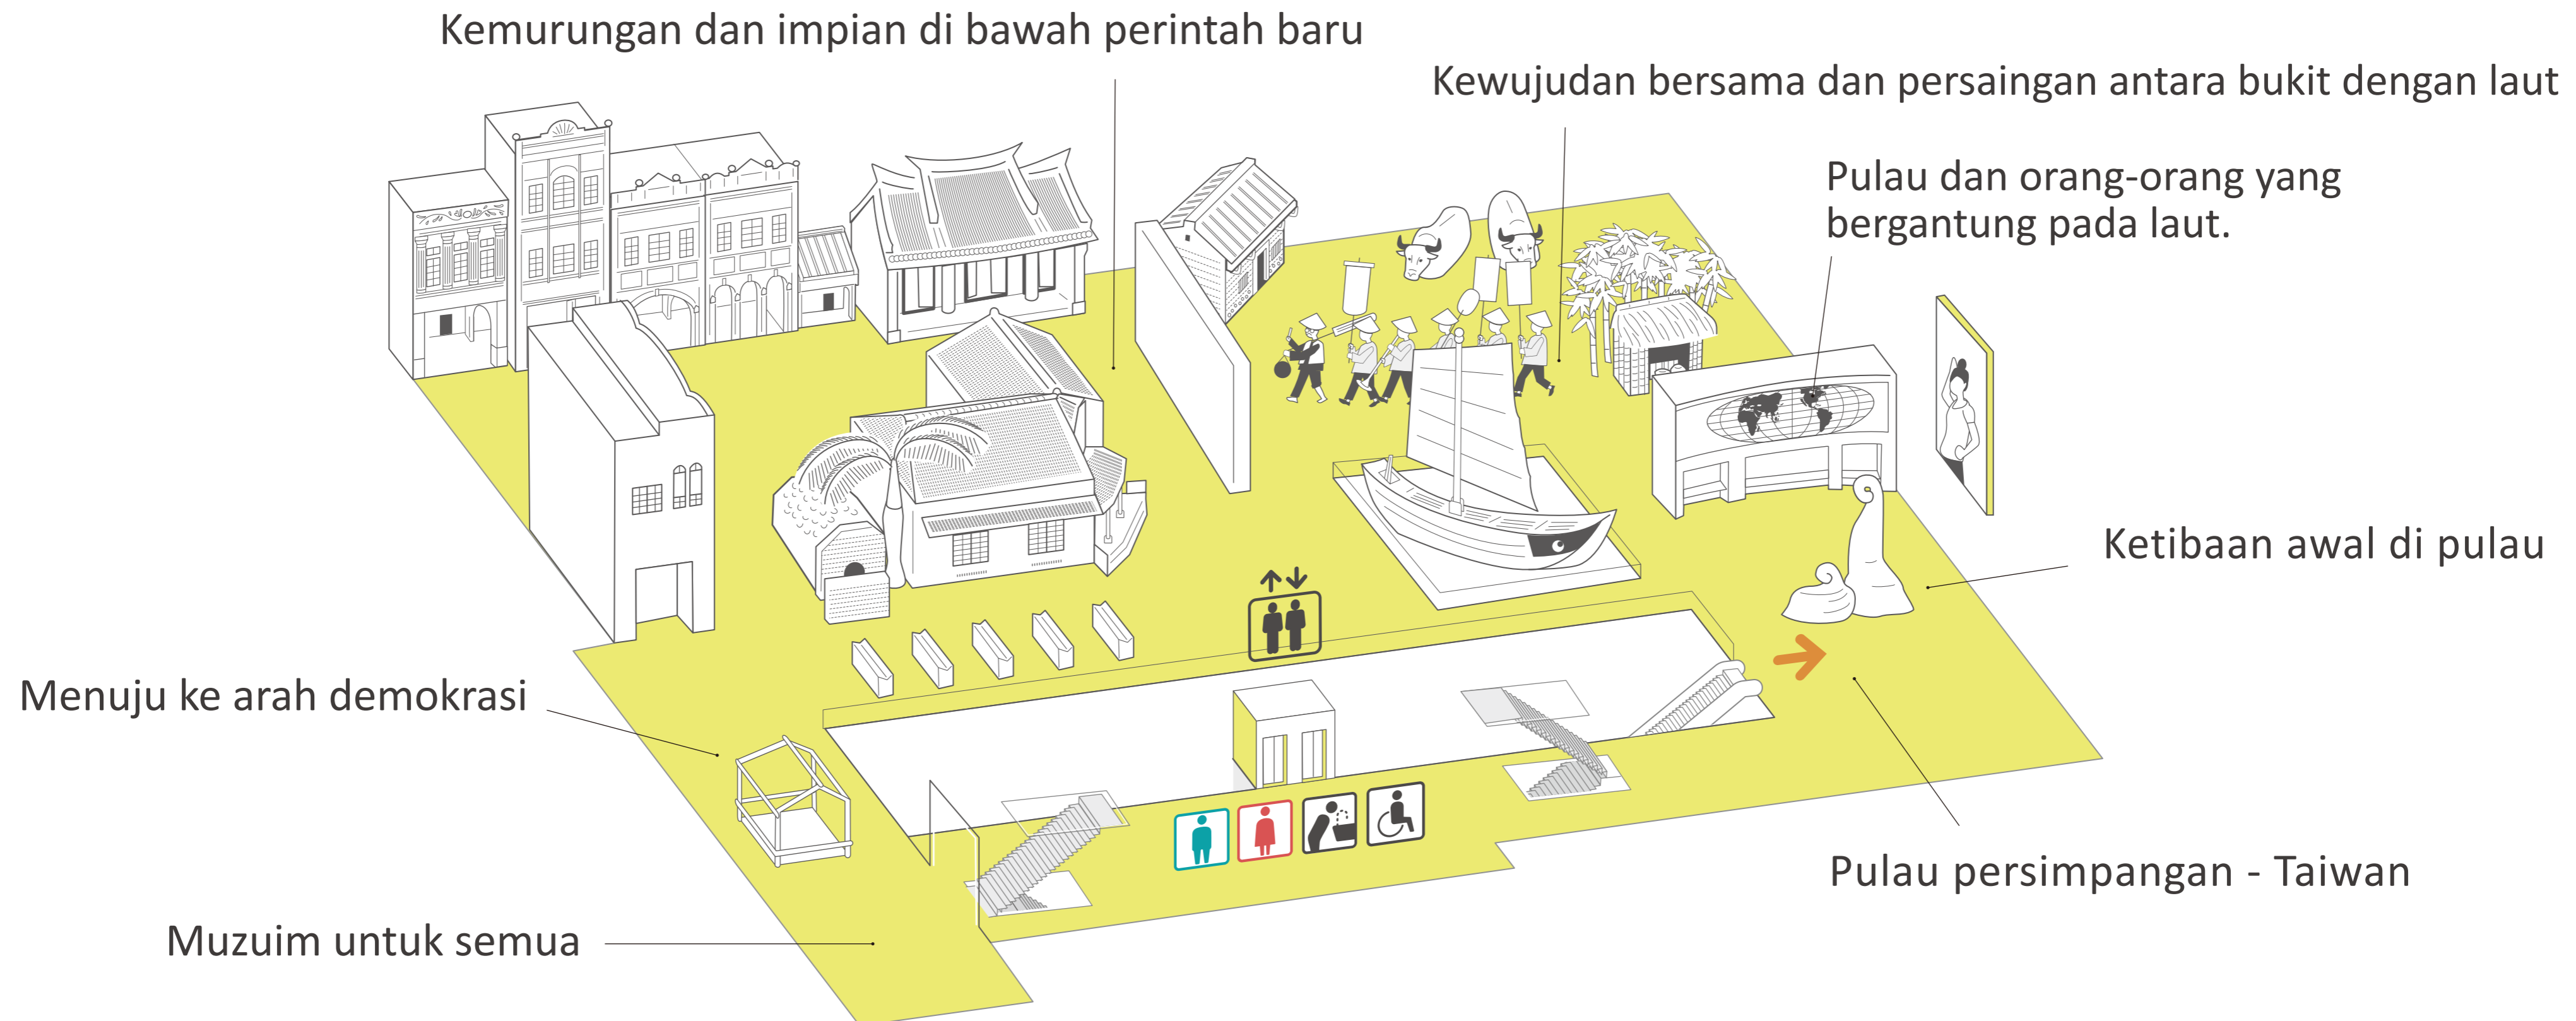 Kemurungan dan impian di bawah perintah baru
Kewujudan bersama dan persaingan antara bukit dengan laut
Pulau dan orang-orang yang
bergantung pada laut.
Ketibaan awal di pulau
Menuju ke arah demokrasi
Pulau persimpangan - Taiwan
Muzuim untuk semua